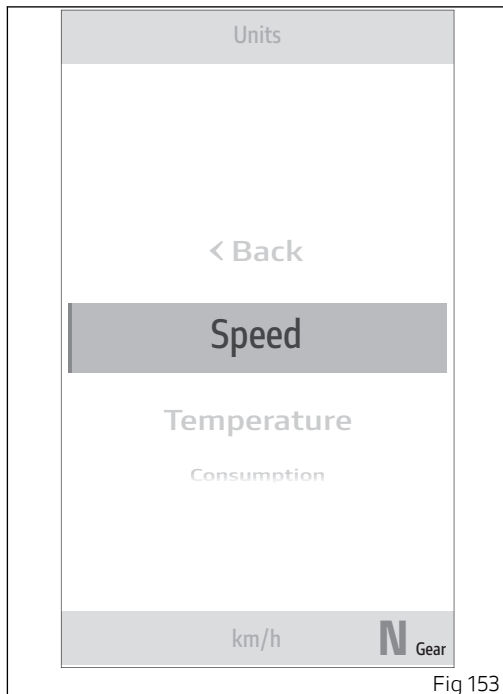 Units
< Back
Speed
Temperature
Consumption
km/h N Gear
Fig 153